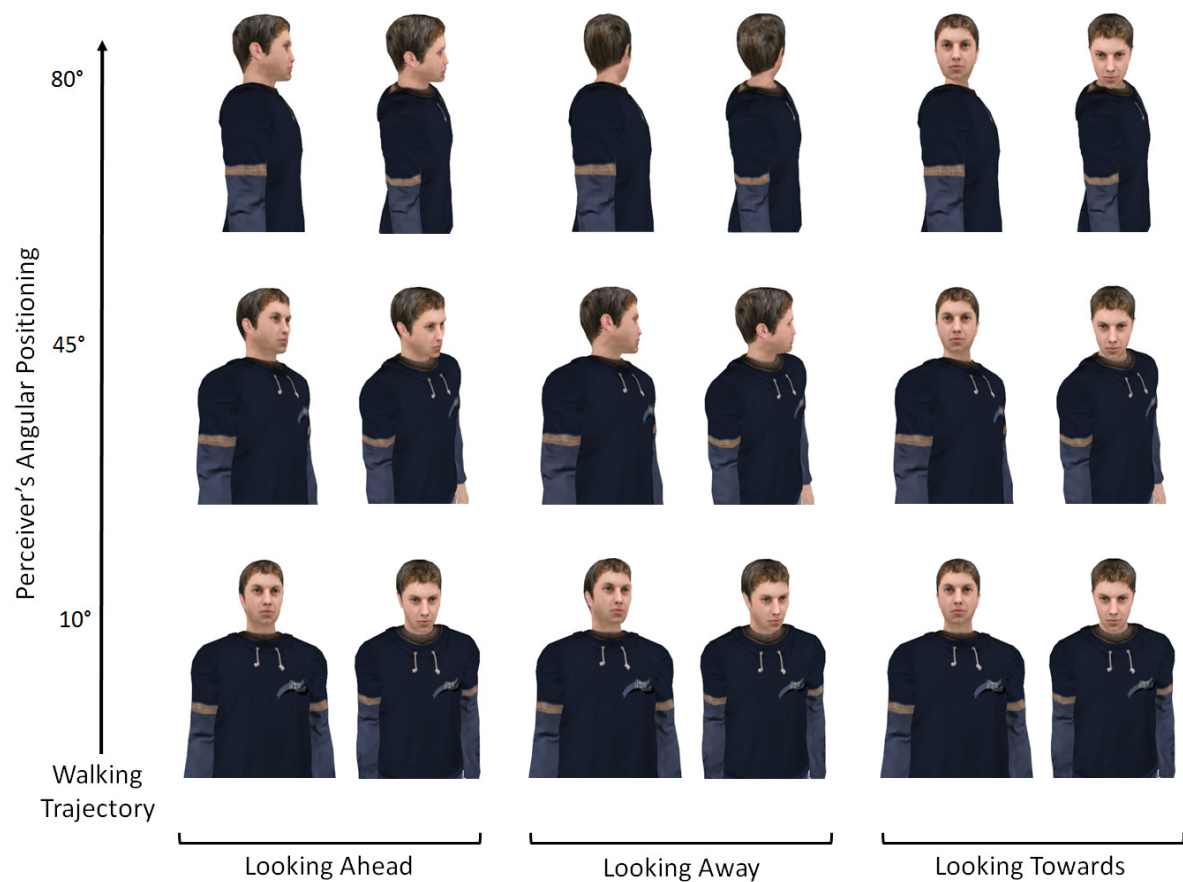 80°
45°
Perceiver's Angular Positioning
10°
Walking
Trajectory
Looking Ahead
Looking Away
Looking Towards